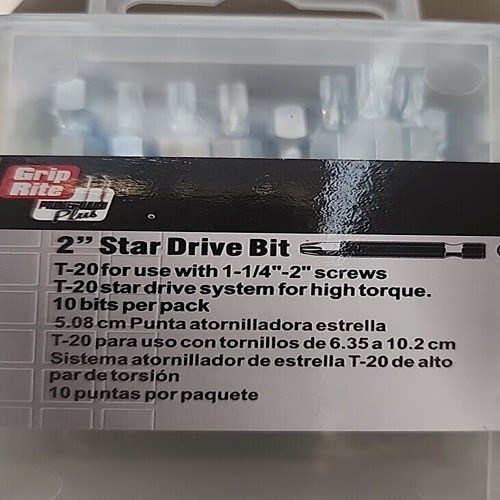 Grip
Rite
Plus
2" Star Drive Bit
T-20 for use with 1-1/4"-2" screws
T-20 star drive system for high torque.
10 bits per pack
5.08 cm Punta atornilladora estrella
T-20 para uso con tornillos de 6.35 a 10.2 cm
Sistema atornillador de estrella T-20 de alto
par de torsión
10 puntas por paquete